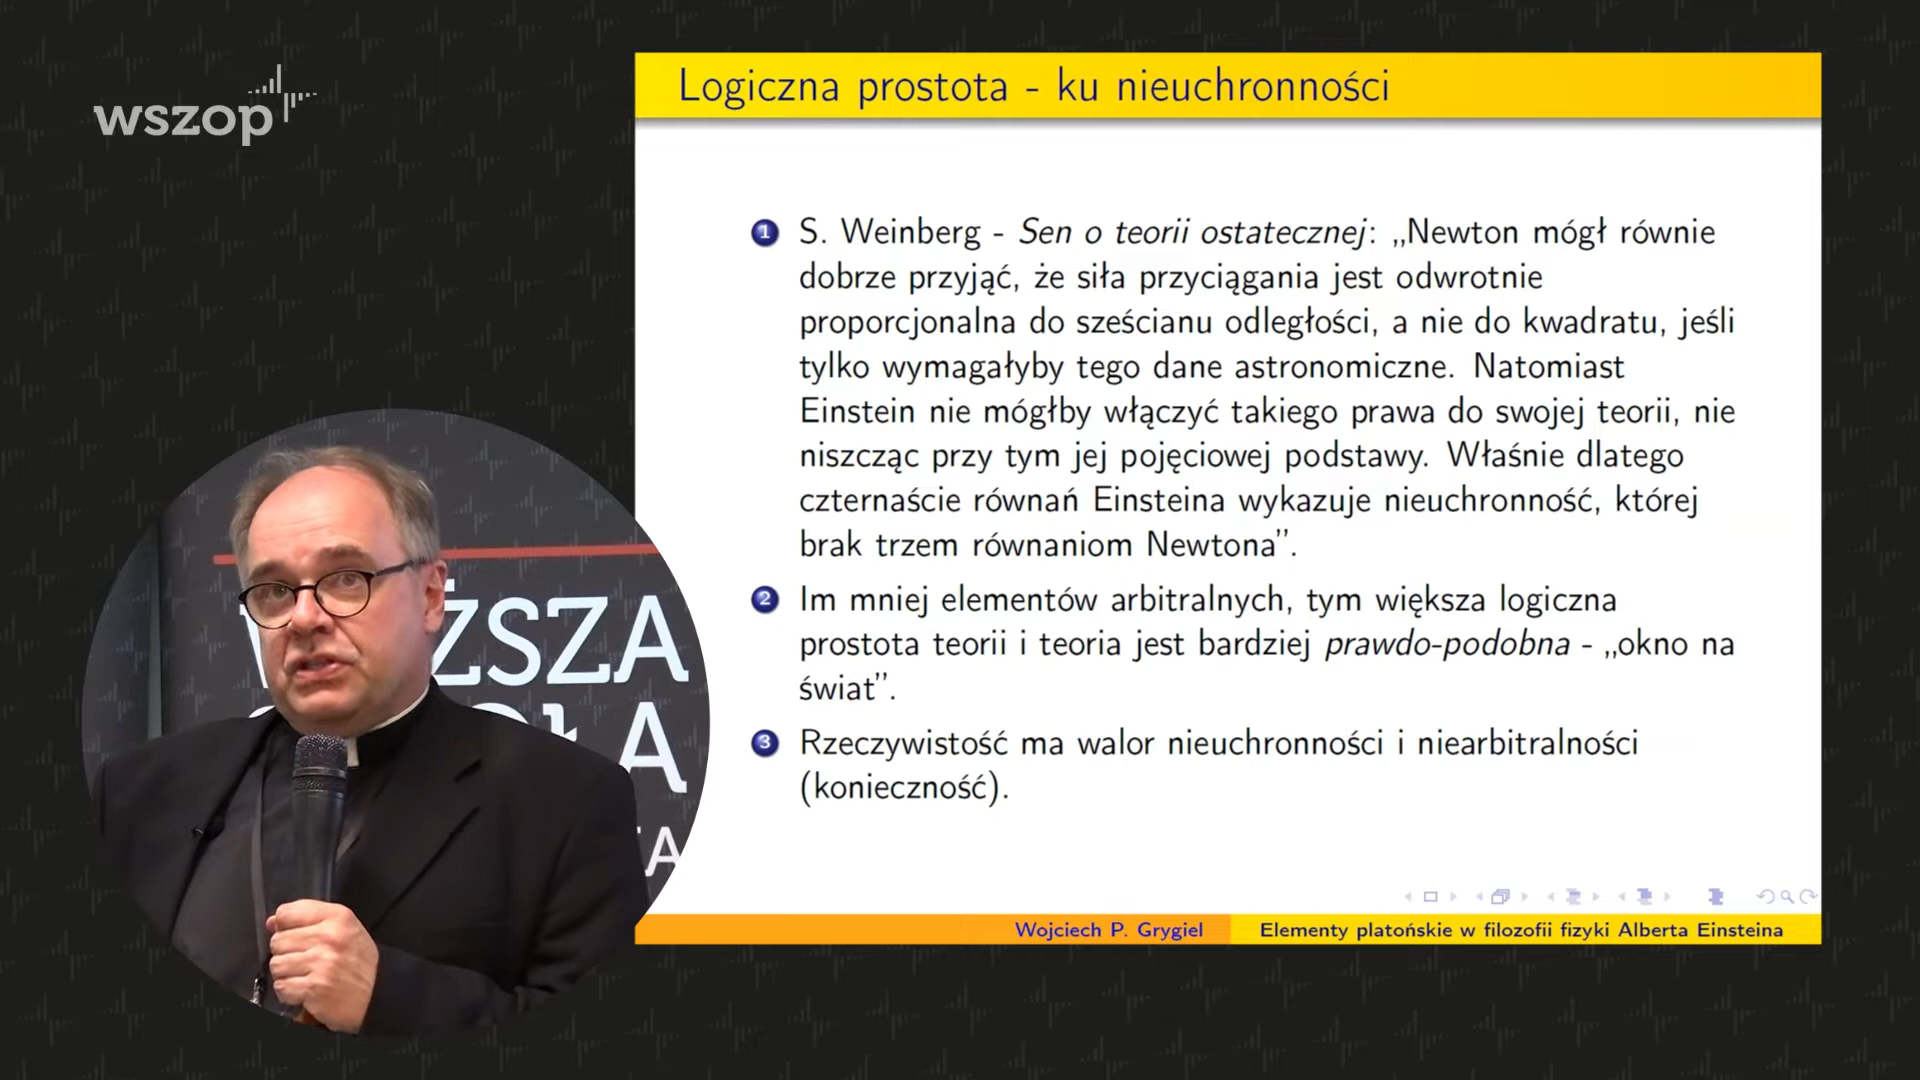 wszop
Logiczna prostota - ku nieuchronności
1 S. Weinberg - Sen o teorii ostatecznej: „Newton mógł równie
dobrze przyjąć, że siła przyciągania jest odwrotnie
proporcjonalna do sześcianu odległości, a nie do kwadratu, jeśli
tylko wymagałyby tego dane astronomiczne. Natomiast
Einstein nie mógłby włączyć takiego prawa do swojej teorii, nie
niszcząc przy tym jej pojęciowej podstawy. Właśnie dlatego
czternaście równań Einsteina wykazuje nieuchronność, której
brak trzem równaniom Newtona”.
2 Im mniej elementów arbitralnych, tym większa logiczna
prostota teorii i teoria jest bardziej prawdo-podobna - „okno na
świat”.
3 Rzeczywistość ma walor nieuchronności i niearbitralności
(konieczność).
Wojciech P. Grygiel
Elementy platońskie w filozofii fizyki Alberta Einsteina